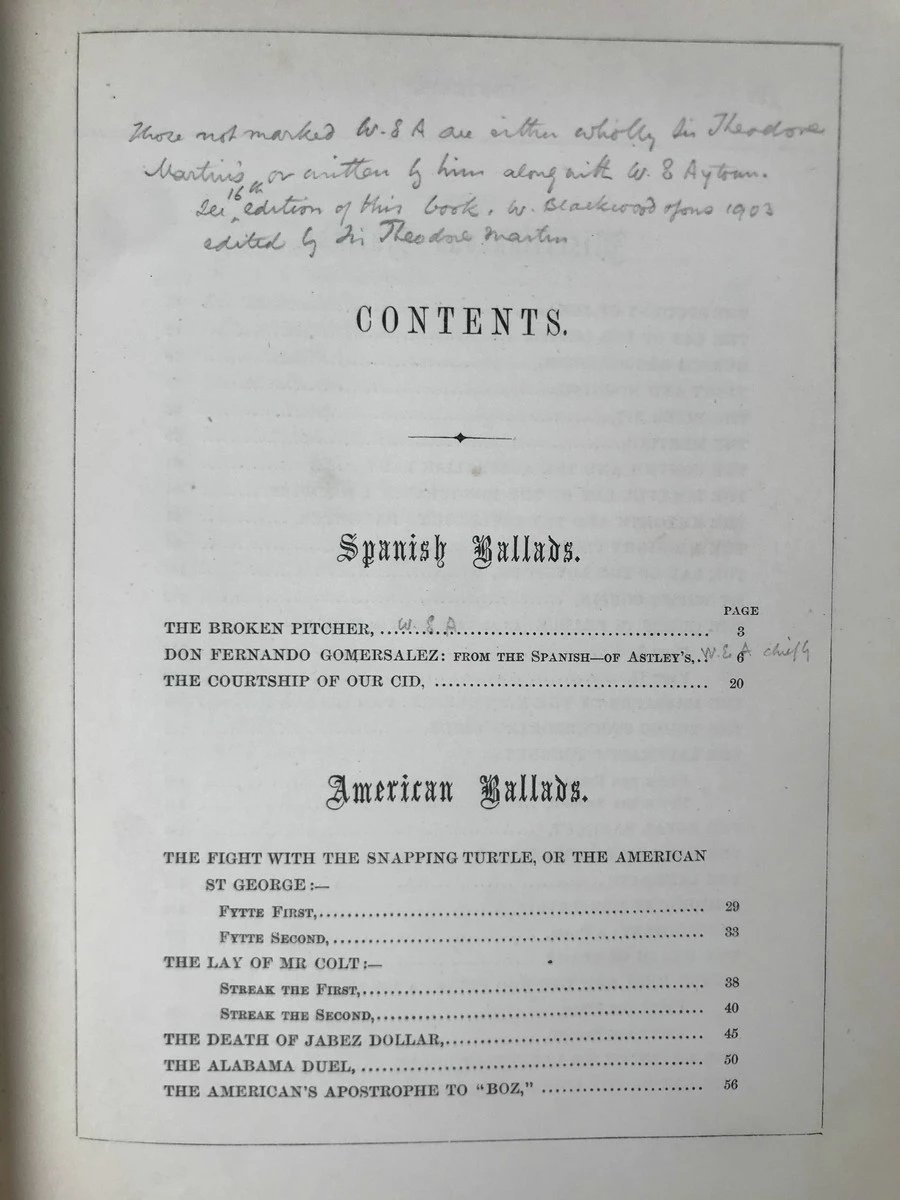 Those not marked W. E A are either wholly Sir Theodore
Martin's, or written by him along with W. E Aytoun.
See 16th edition of this book. W. Blackwood & sons 1903
edited by Sir Theodore Martin
CONTENTS.
Spanish Ballads.
PAGE
THE BROKEN PITCHER, W. E A 3
DON FERNANDO GOMERSALEZ: FROM THE SPANISH—OF ASTLEY'S, W. E A chiefly 6
THE COURTSHIP OF OUR CID, 20
American Ballads.
THE FIGHT WITH THE SNAPPING TURTLE, OR THE AMERICAN
ST GEORGE:—
FYTTE FIRST, 29
FYTTE SECOND, 33
THE LAY OF MR COLT:—
STREAK THE FIRST, 38
STREAK THE SECOND, 40
THE DEATH OF JABEZ DOLLAR, 45
THE ALABAMA DUEL, 50
THE AMERICAN'S APOSTROPHE TO "BOZ," 56